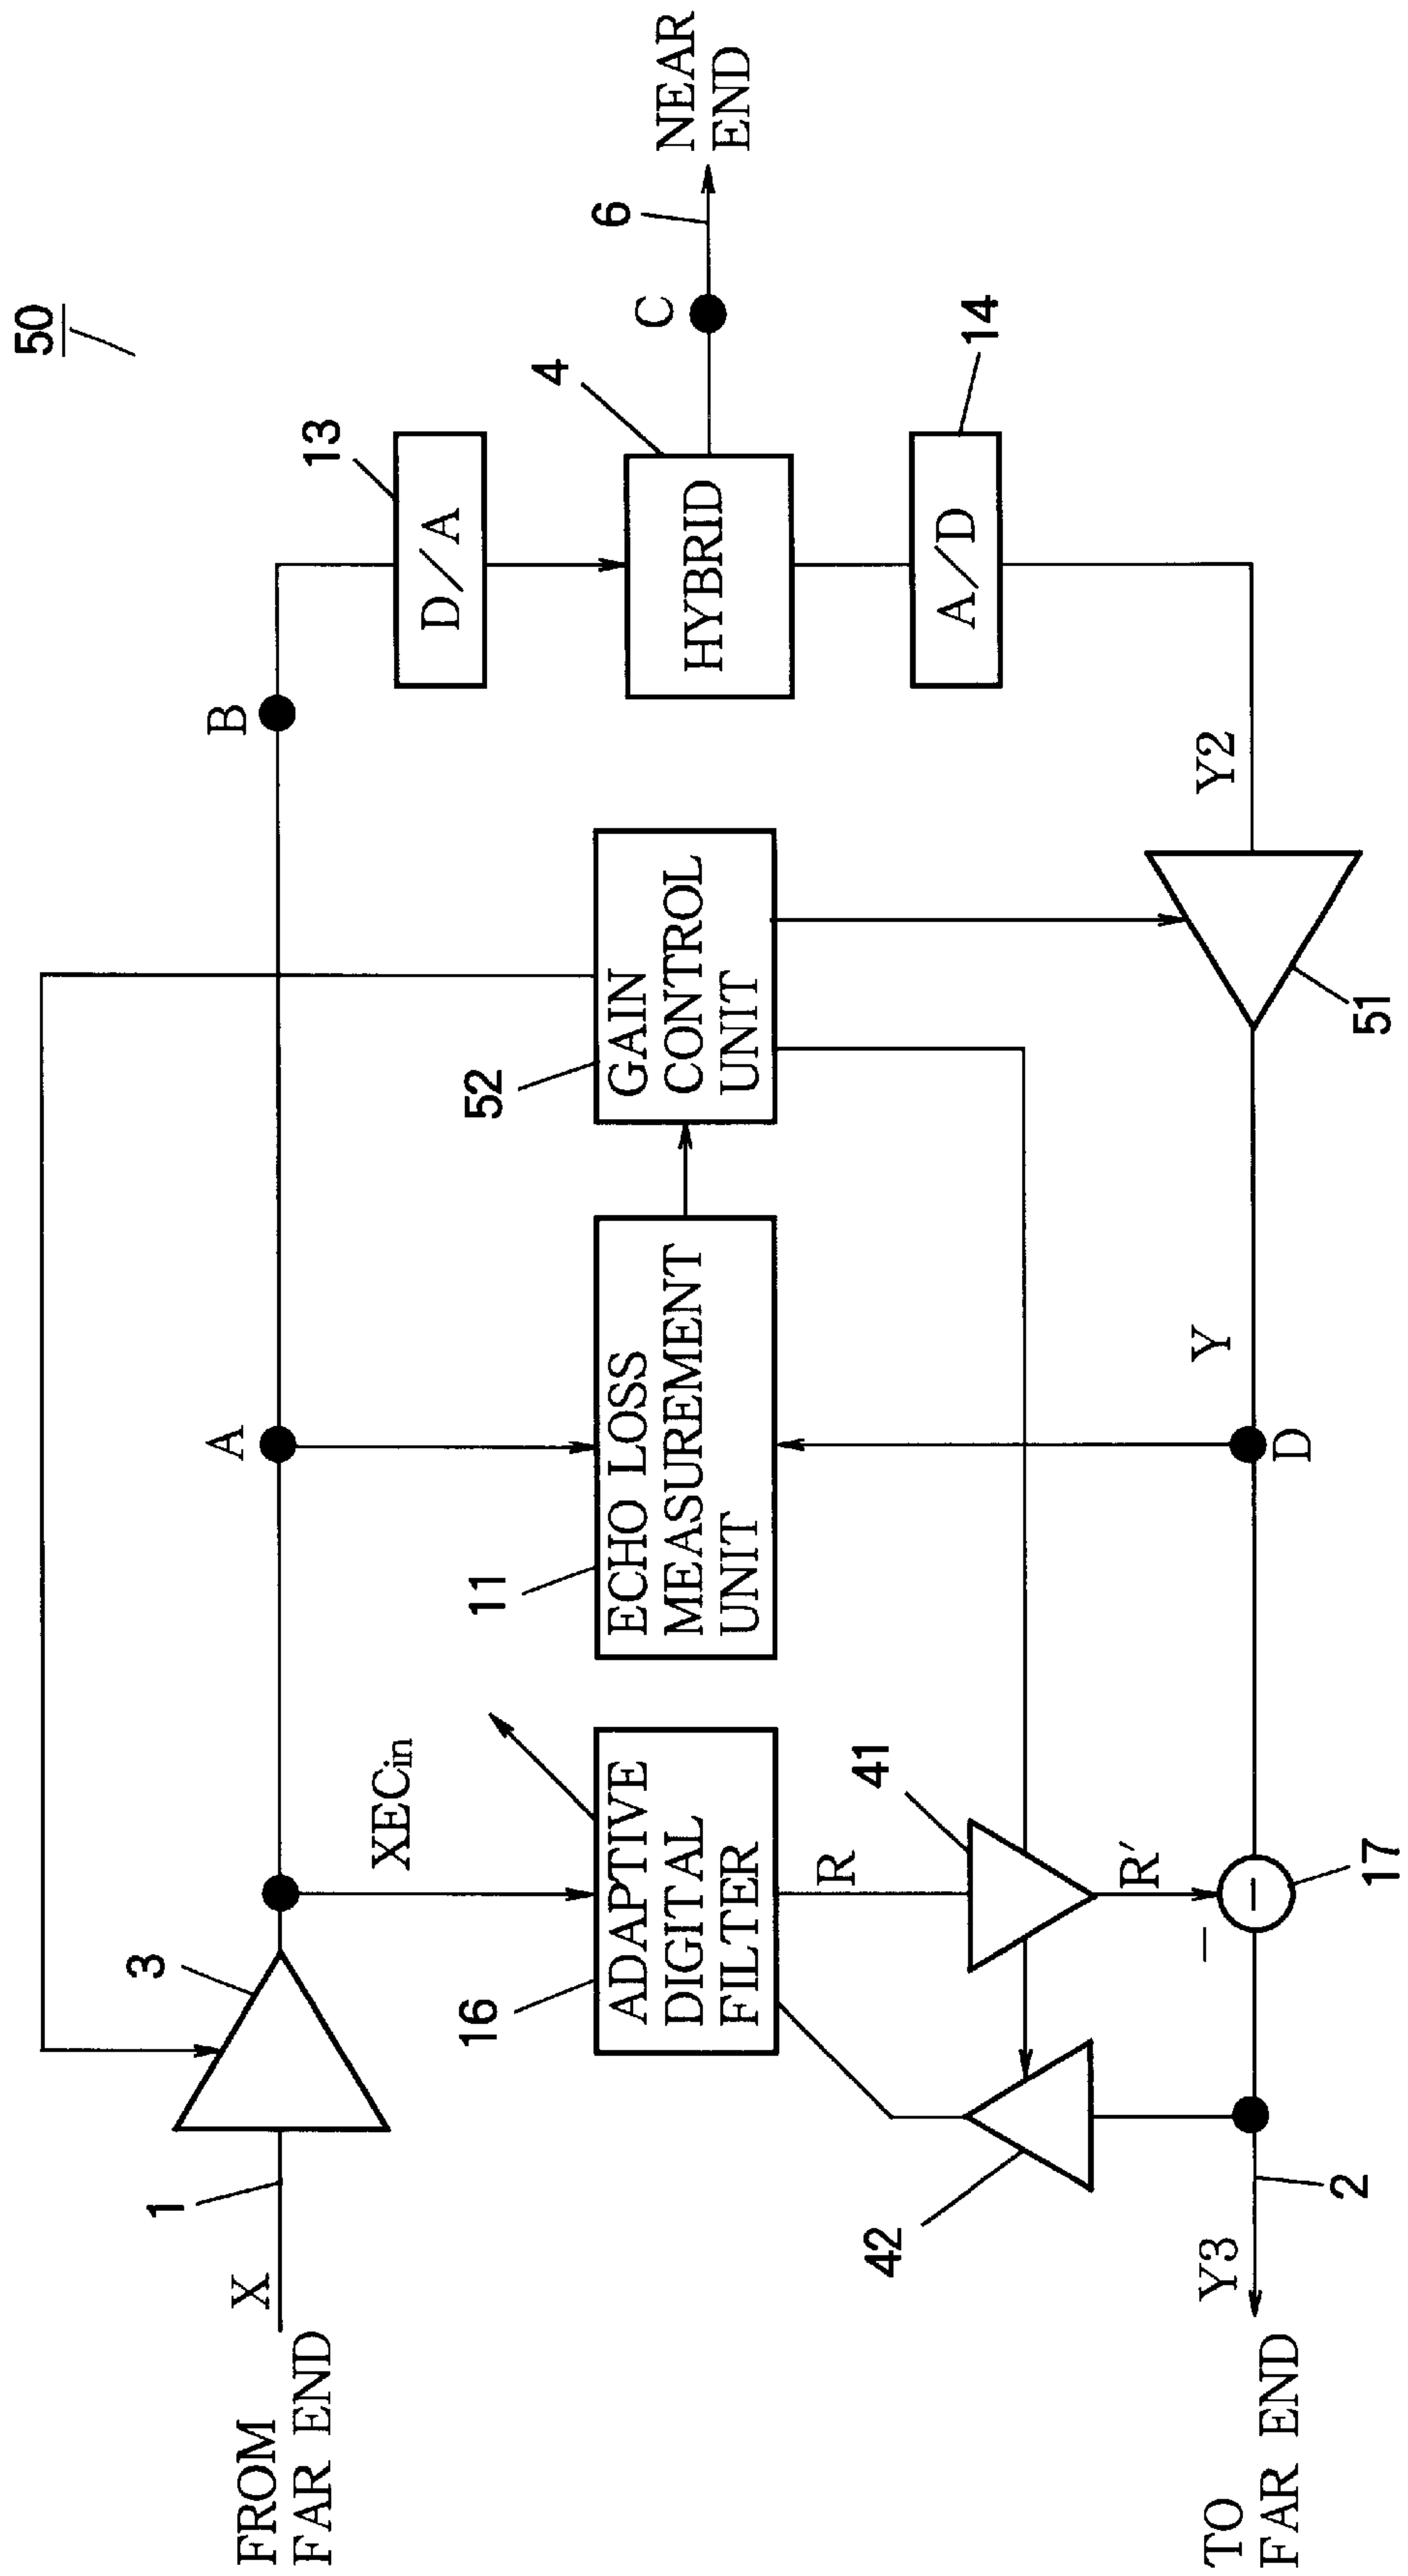 50
FROM
FAR END
X
1
3
XECin
A
B
13
D/A
4
HYBRID
C
6
NEAR
END
14
A/D
16
ADAPTIVE
DIGITAL
FILTER
11
ECHO LOSS
MEASUREMENT
UNIT
52
GAIN
CONTROL
UNIT
R
41
R′
42
17
−
−
D
Y
51
Y2
Y3
2
TO
FAR END